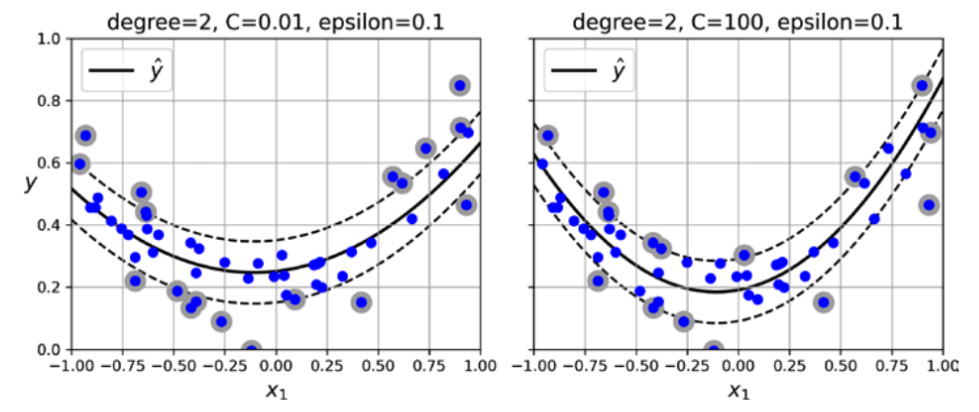 degree=2, C=0.01, epsilon=0.1
ŷ
y
1.0
0.8
0.6
0.4
0.2
0.0
−1.00 −0.75 −0.50 −0.25 0.00 0.25 0.50 0.75 1.00
x₁
degree=2, C=100, epsilon=0.1
ŷ
−1.00 −0.75 −0.50 −0.25 0.00 0.25 0.50 0.75 1.00
x₁